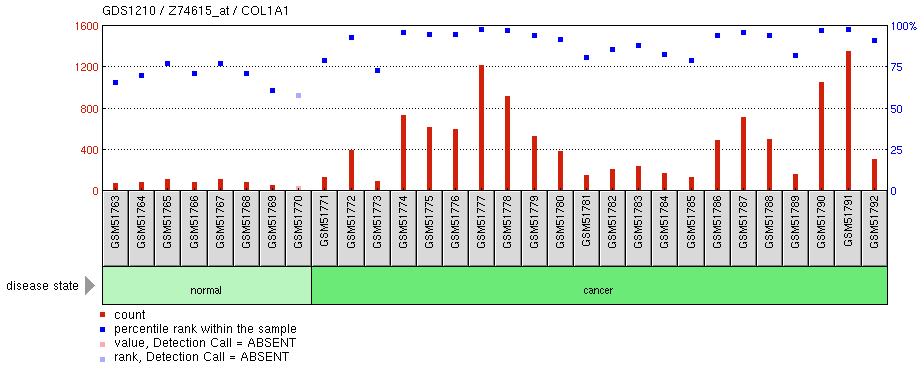 GDS1210 / Z74615_at / COL1A1
1600
1200
800
400
0
100%
75
50
25
0
GSM51763
GSM51764
GSM51765
GSM51766
GSM51767
GSM51768
GSM51769
GSM51770
GSM51771
GSM51772
GSM51773
GSM51774
GSM51775
GSM51776
GSM51777
GSM51778
GSM51779
GSM51780
GSM51781
GSM51782
GSM51783
GSM51784
GSM51785
GSM51786
GSM51787
GSM51788
GSM51789
GSM51790
GSM51791
GSM51792
disease state
normal
cancer
count
percentile rank within the sample
value, Detection Call = ABSENT
rank, Detection Call = ABSENT